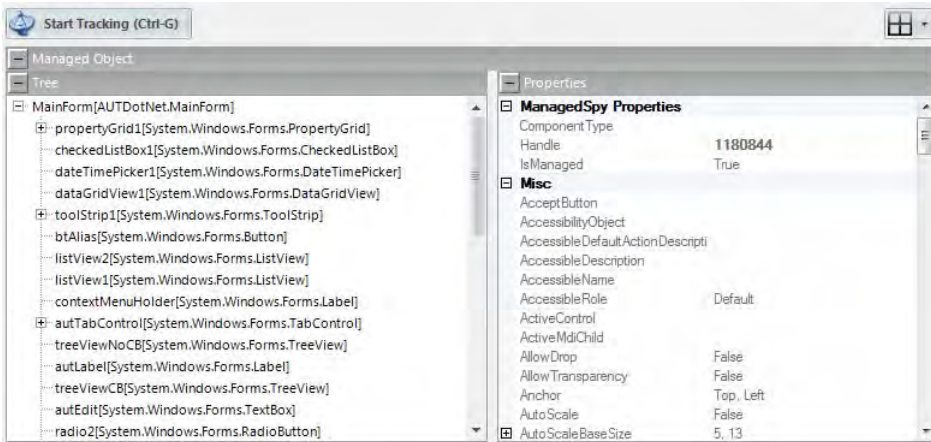 Start Tracking (Ctrl-G)
Managed Object
Tree
MainForm[AUTDotNet.MainForm]
propertyGrid1[System.Windows.Forms.PropertyGrid]
checkedListBox1[System.Windows.Forms.CheckedListBox]
dateTimePicker1[System.Windows.Forms.DateTimePicker]
dataGridView1[System.Windows.Forms.DataGridView]
toolStrip1[System.Windows.Forms.ToolStrip]
btAlias[System.Windows.Forms.Button]
listView2[System.Windows.Forms.ListView]
listView1[System.Windows.Forms.ListView]
contextMenuHolder[System.Windows.Forms.Label]
autTabControl[System.Windows.Forms.TabControl]
treeViewNoCB[System.Windows.Forms.TreeView]
autLabel[System.Windows.Forms.Label]
treeViewCB[System.Windows.Forms.TreeView]
autEdit[System.Windows.Forms.TextBox]
radio2[System.Windows.Forms.RadioButton]
Properties
ManagedSpy Properties
ComponentType
Handle 1180844
IsManaged True
Misc
AcceptButton
AccessibilityObject
AccessibleDefaultActionDescripti
AccessibleDescription
AccessibleName
AccessibleRole Default
ActiveControl
ActiveMdiChild
AllowDrop False
AllowTransparency False
Anchor Top, Left
AutoScale False
AutoScaleBaseSize 5, 13